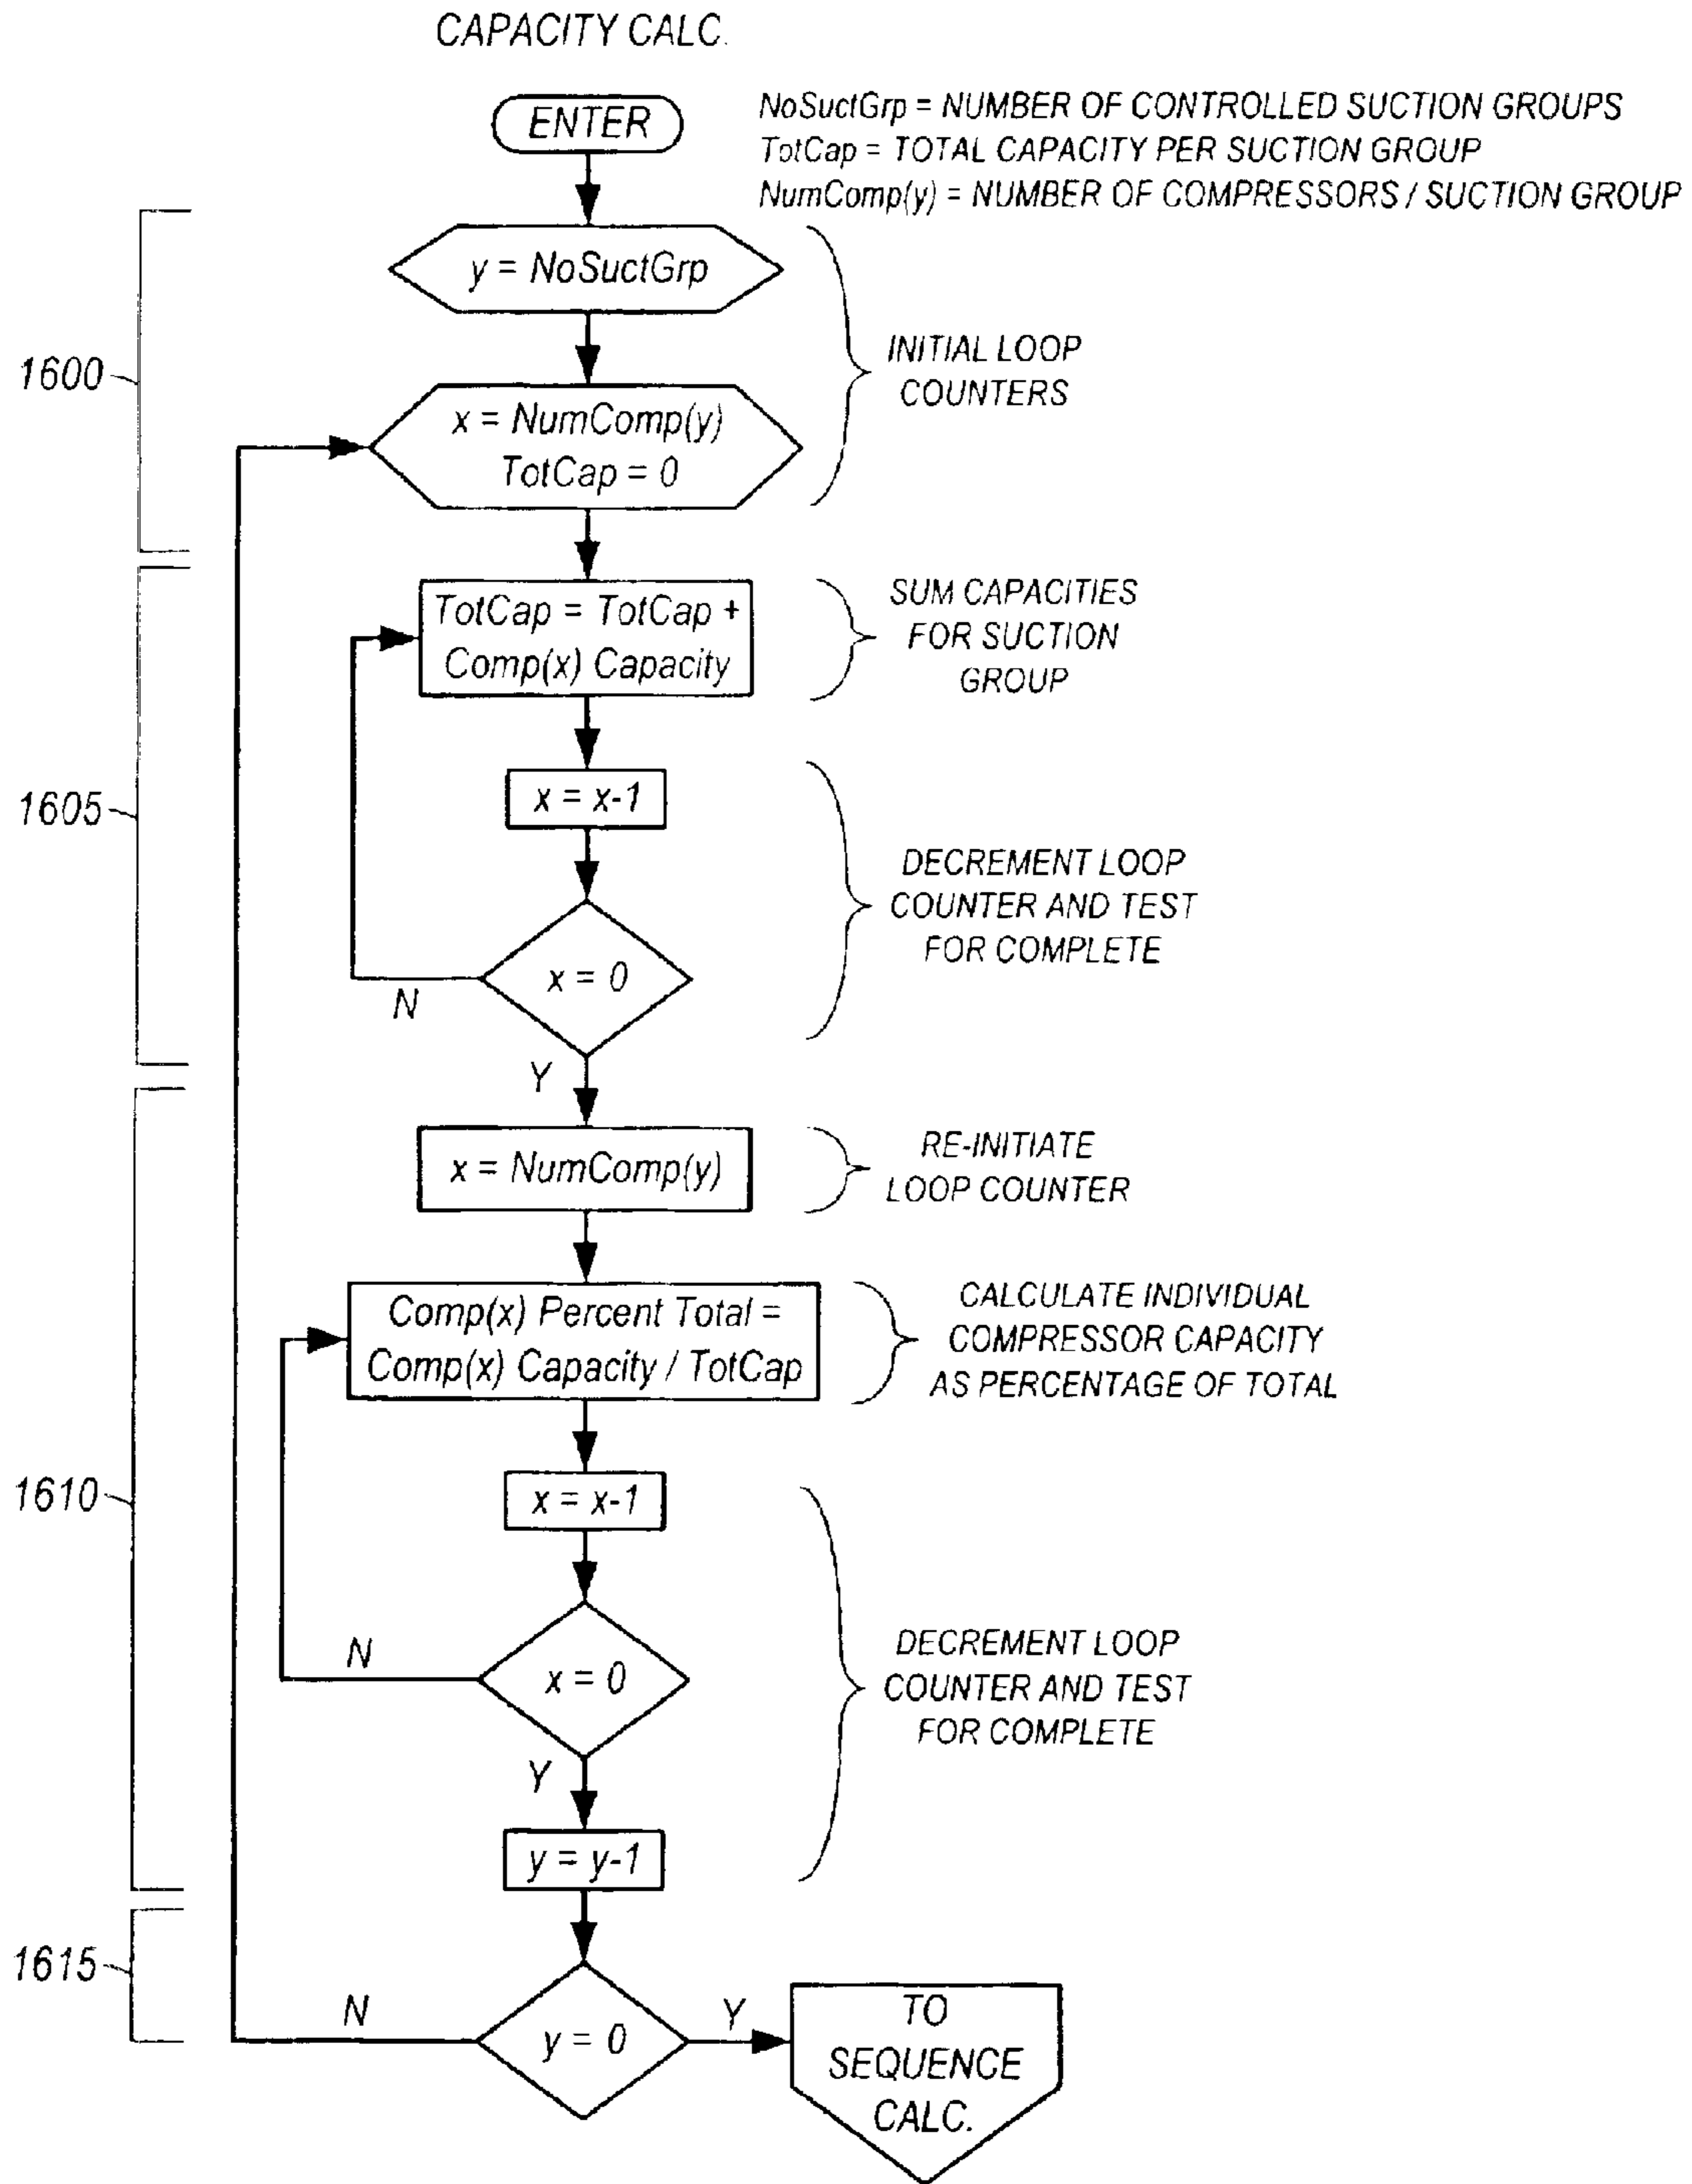 CAPACITY CALC.
ENTER
NoSuctGrp = NUMBER OF CONTROLLED SUCTION GROUPS
TotCap = TOTAL CAPACITY PER SUCTION GROUP
NumComp(y) = NUMBER OF COMPRESSORS / SUCTION GROUP
y = NoSuctGrp
1600
INITIAL LOOP
COUNTERS
x = NumComp(y)
TotCap = 0
TotCap = TotCap +
Comp(x) Capacity
SUM CAPACITIES
FOR SUCTION
GROUP
1605
x = x-1
DECREMENT LOOP
COUNTER AND TEST
FOR COMPLETE
x = 0
N
Y
x = NumComp(y)
RE-INITIATE
LOOP COUNTER
Comp(x) Percent Total =
Comp(x) Capacity / TotCap
CALCULATE INDIVIDUAL
COMPRESSOR CAPACITY
AS PERCENTAGE OF TOTAL
1610
x = x-1
DECREMENT LOOP
COUNTER AND TEST
FOR COMPLETE
N
x = 0
Y
y = y-1
1615
N
y = 0
Y
TO
SEQUENCE
CALC.